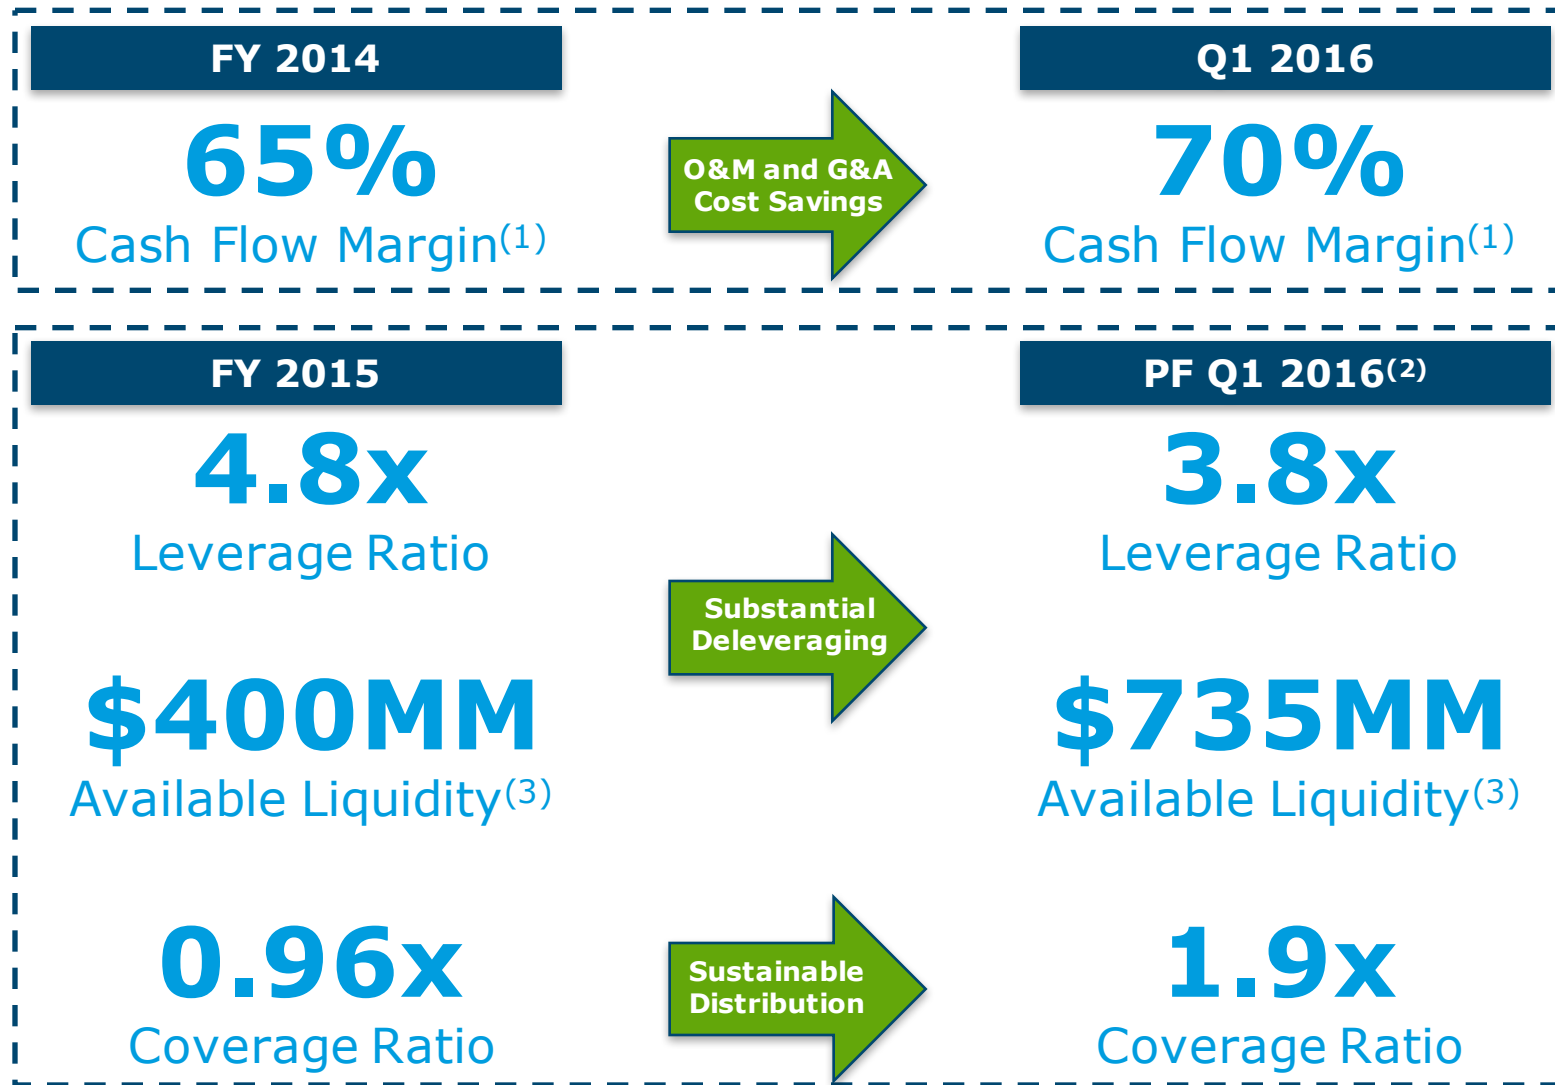 FY 2014
Q1 2016
65%
Cash Flow Margin(1)
O&M and G&A
Cost Savings
70%
Cash Flow Margin(1)
FY 2015
PF Q1 2016(2)
4.8x
Leverage Ratio
3.8x
Leverage Ratio
Substantial
Deleveraging
$400MM
Available Liquidity(3)
$735MM
Available Liquidity(3)
0.96x
Coverage Ratio
Sustainable
Distribution
1.9x
Coverage Ratio